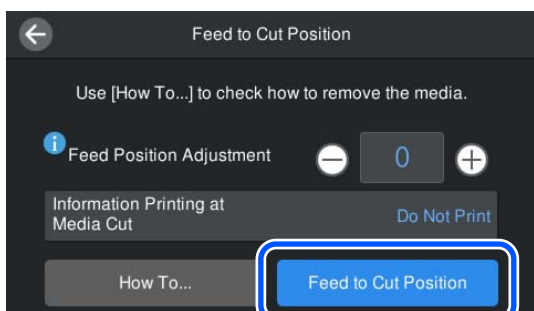 Feed to Cut Position
Use [How To...] to check how to remove the media.
i
Feed Position Adjustment
0
Information Printing at
Media Cut
Do Not Print
How To...
Feed to Cut Position